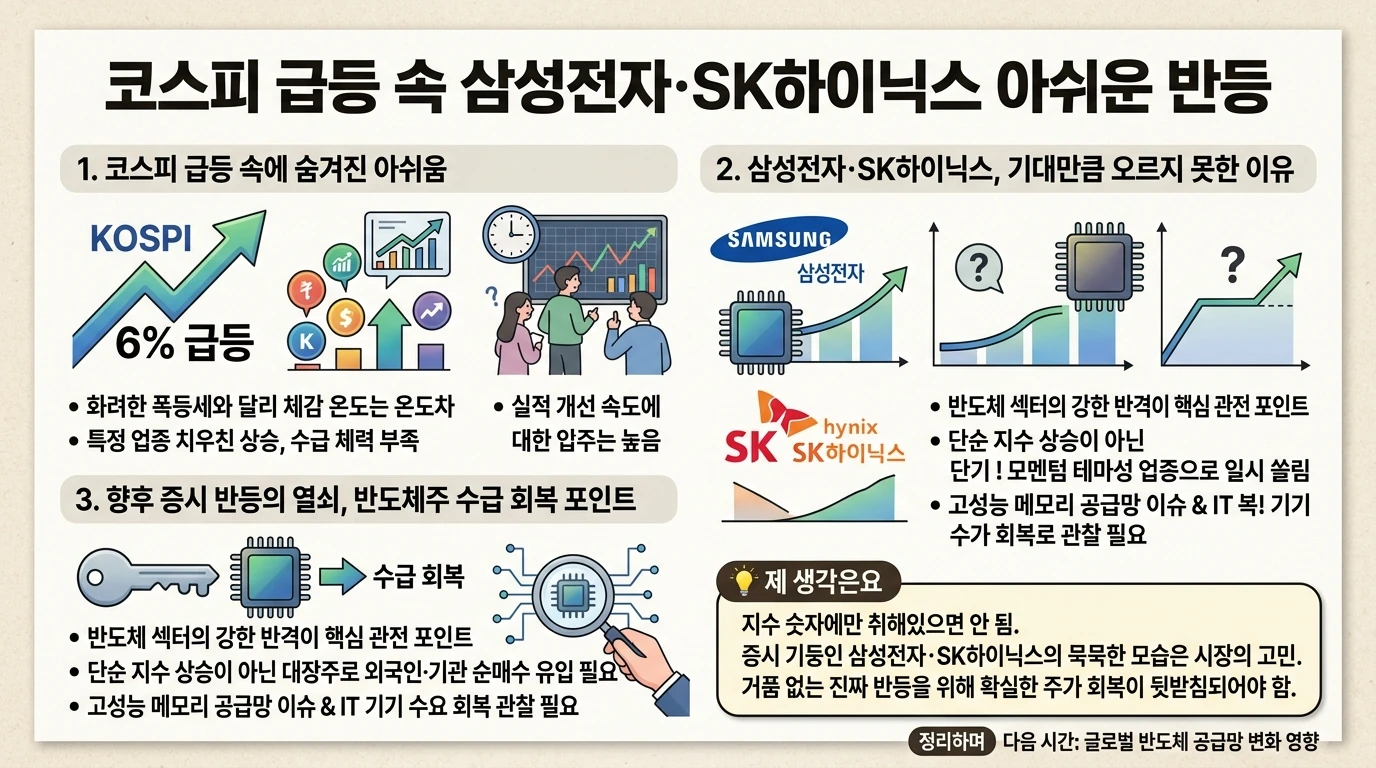 코스피 급등 속 삼성전자·SK하이닉스 아쉬운 반등
1. 코스피 급등 속에 숨겨진 아쉬움
KOSPI
6% 급등
₹
$
K
?
• 화려한 폭등세와 달리 체감 온도는 온도차
• 특정 업종 치우친 상승, 수급 체력 부족
• 실적 개선 속도에
대한 압주는 높음
2. 삼성전자·SK하이닉스, 기대만큼 오르지 못한 이유
SAMSUNG
삼성전자
?
?
SK hynix
SK하이닉스
• 반도체 섹터의 강한 반격이 핵심 관전 포인트
• 단순 지수 상승이 아닌
단기 ! 모멘텀 테마성 업종으로 일시 쏠림
• 고성능 메모리 공급망 이슈 & IT 복! 기기
수가 회복로 관찰 필요
3. 향후 증시 반등의 열쇠, 반도체주 수급 회복 포인트
수급 회복
• 반도체 섹터의 강한 반격이 핵심 관전 포인트
• 단순 지수 상승이 아닌 대장주로 외국인·기관 순매수 유입 필요
• 고성능 메모리 공급망 이슈 & IT 기기 수요 회복 관찰 필요
제 생각은요
지수 숫자에만 취해있으면 안 됨.
증시 기둥인 삼성전자·SK하이닉스의 묵묵한 모습은 시장의 고민.
거품 없는 진짜 반등을 위해 확실한 주가 회복이 뒷받침되어야 함.
정리하며 다음 시간: 글로벌 반도체 공급망 변화 영향